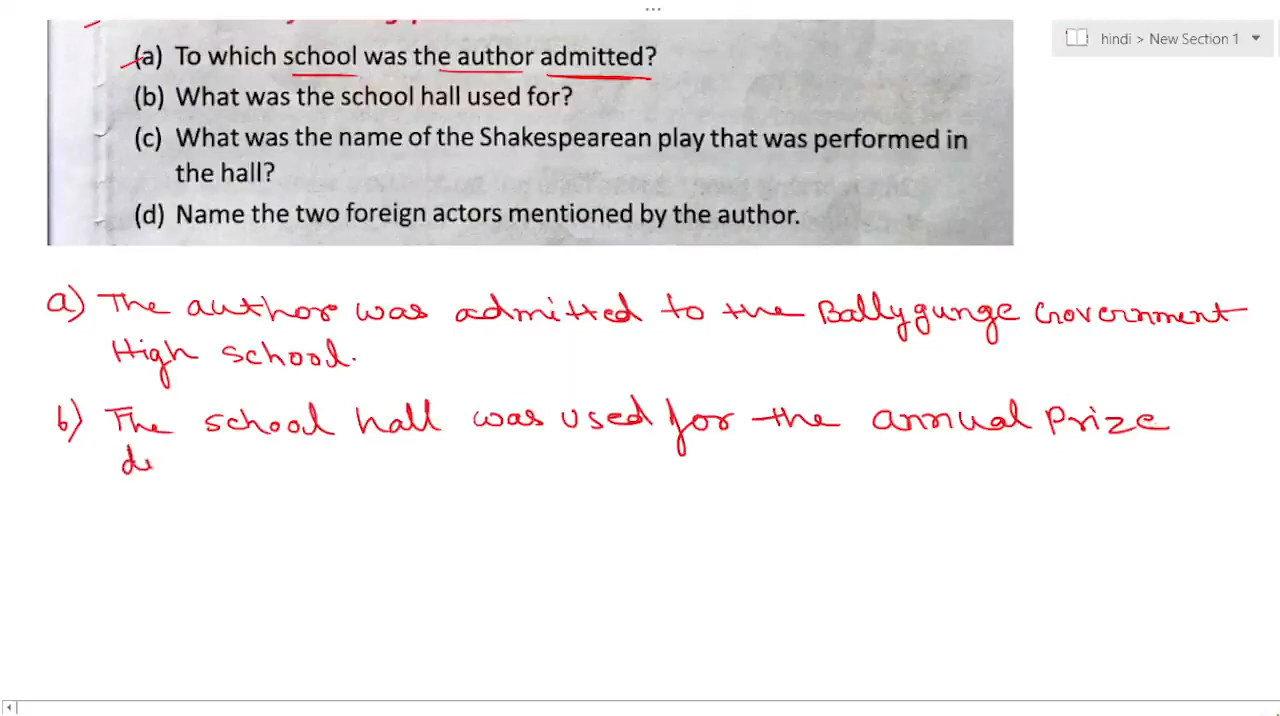 (a) To which school was the author admitted?
(b) What was the school hall used for?
(c) What was the name of the Shakespearean play that was performed in
the hall?
(d) Name the two foreign actors mentioned by the author.
hindi > New Section 1
a) The author was admitted to the Ballygunge Government
High school.
b) The school hall was used for the annual Prize